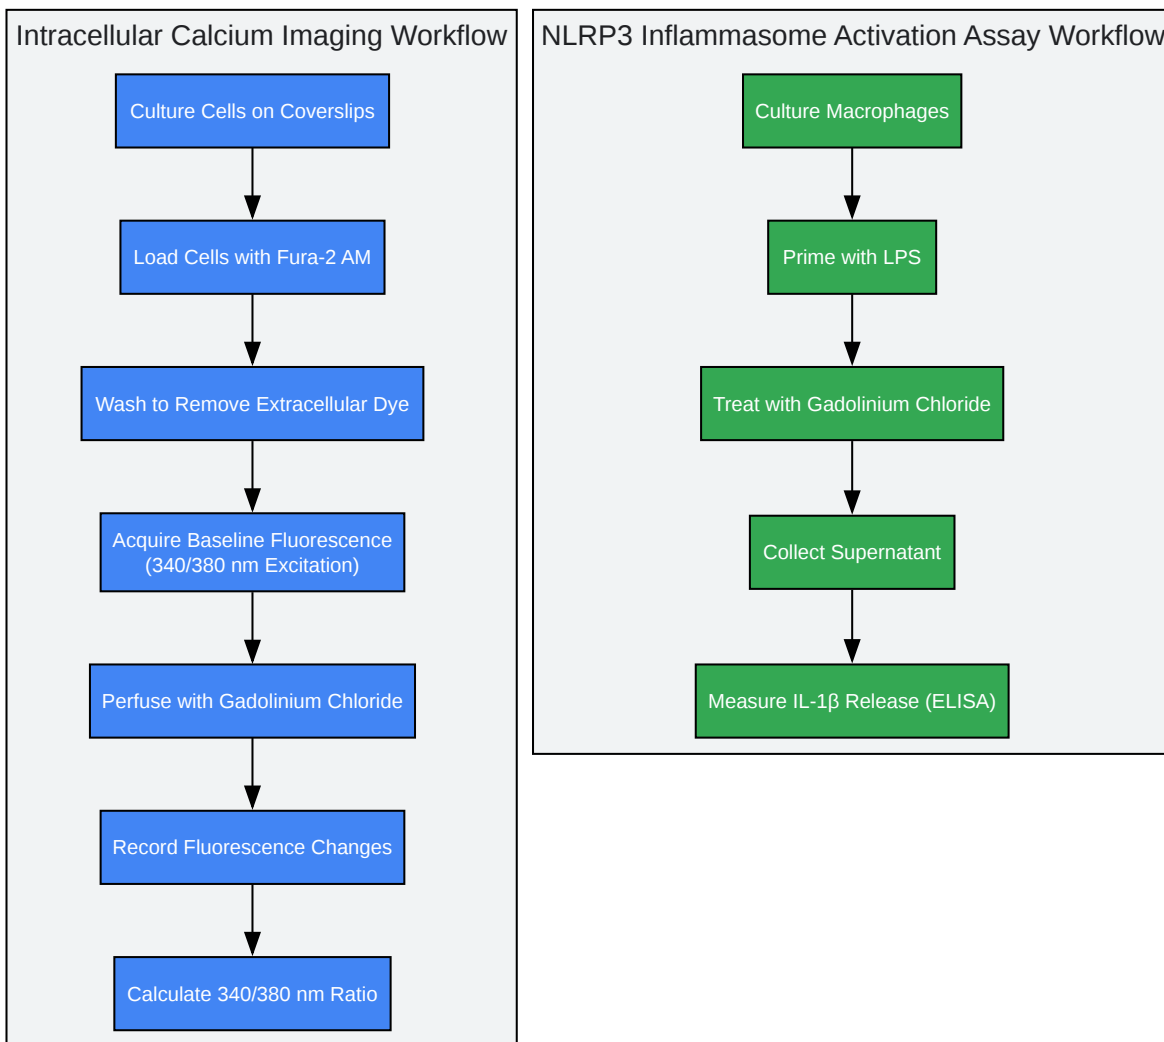 Intracellular Calcium Imaging Workflow
Culture Cells on Coverslips
Load Cells with Fura-2 AM
Wash to Remove Extracellular Dye
Acquire Baseline Fluorescence
(340/380 nm Excitation)
Perfuse with Gadolinium Chloride
Record Fluorescence Changes
Calculate 340/380 nm Ratio
NLRP3 Inflammasome Activation Assay Workflow
Culture Macrophages
Prime with LPS
Treat with Gadolinium Chloride
Collect Supernatant
Measure IL-1β Release (ELISA)